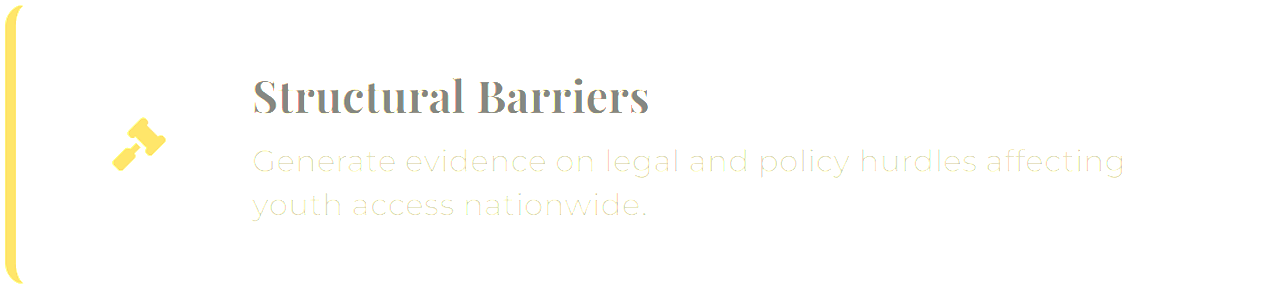 Structural Barriers
Generate evidence on legal and policy hurdles affecting
youth access nationwide.